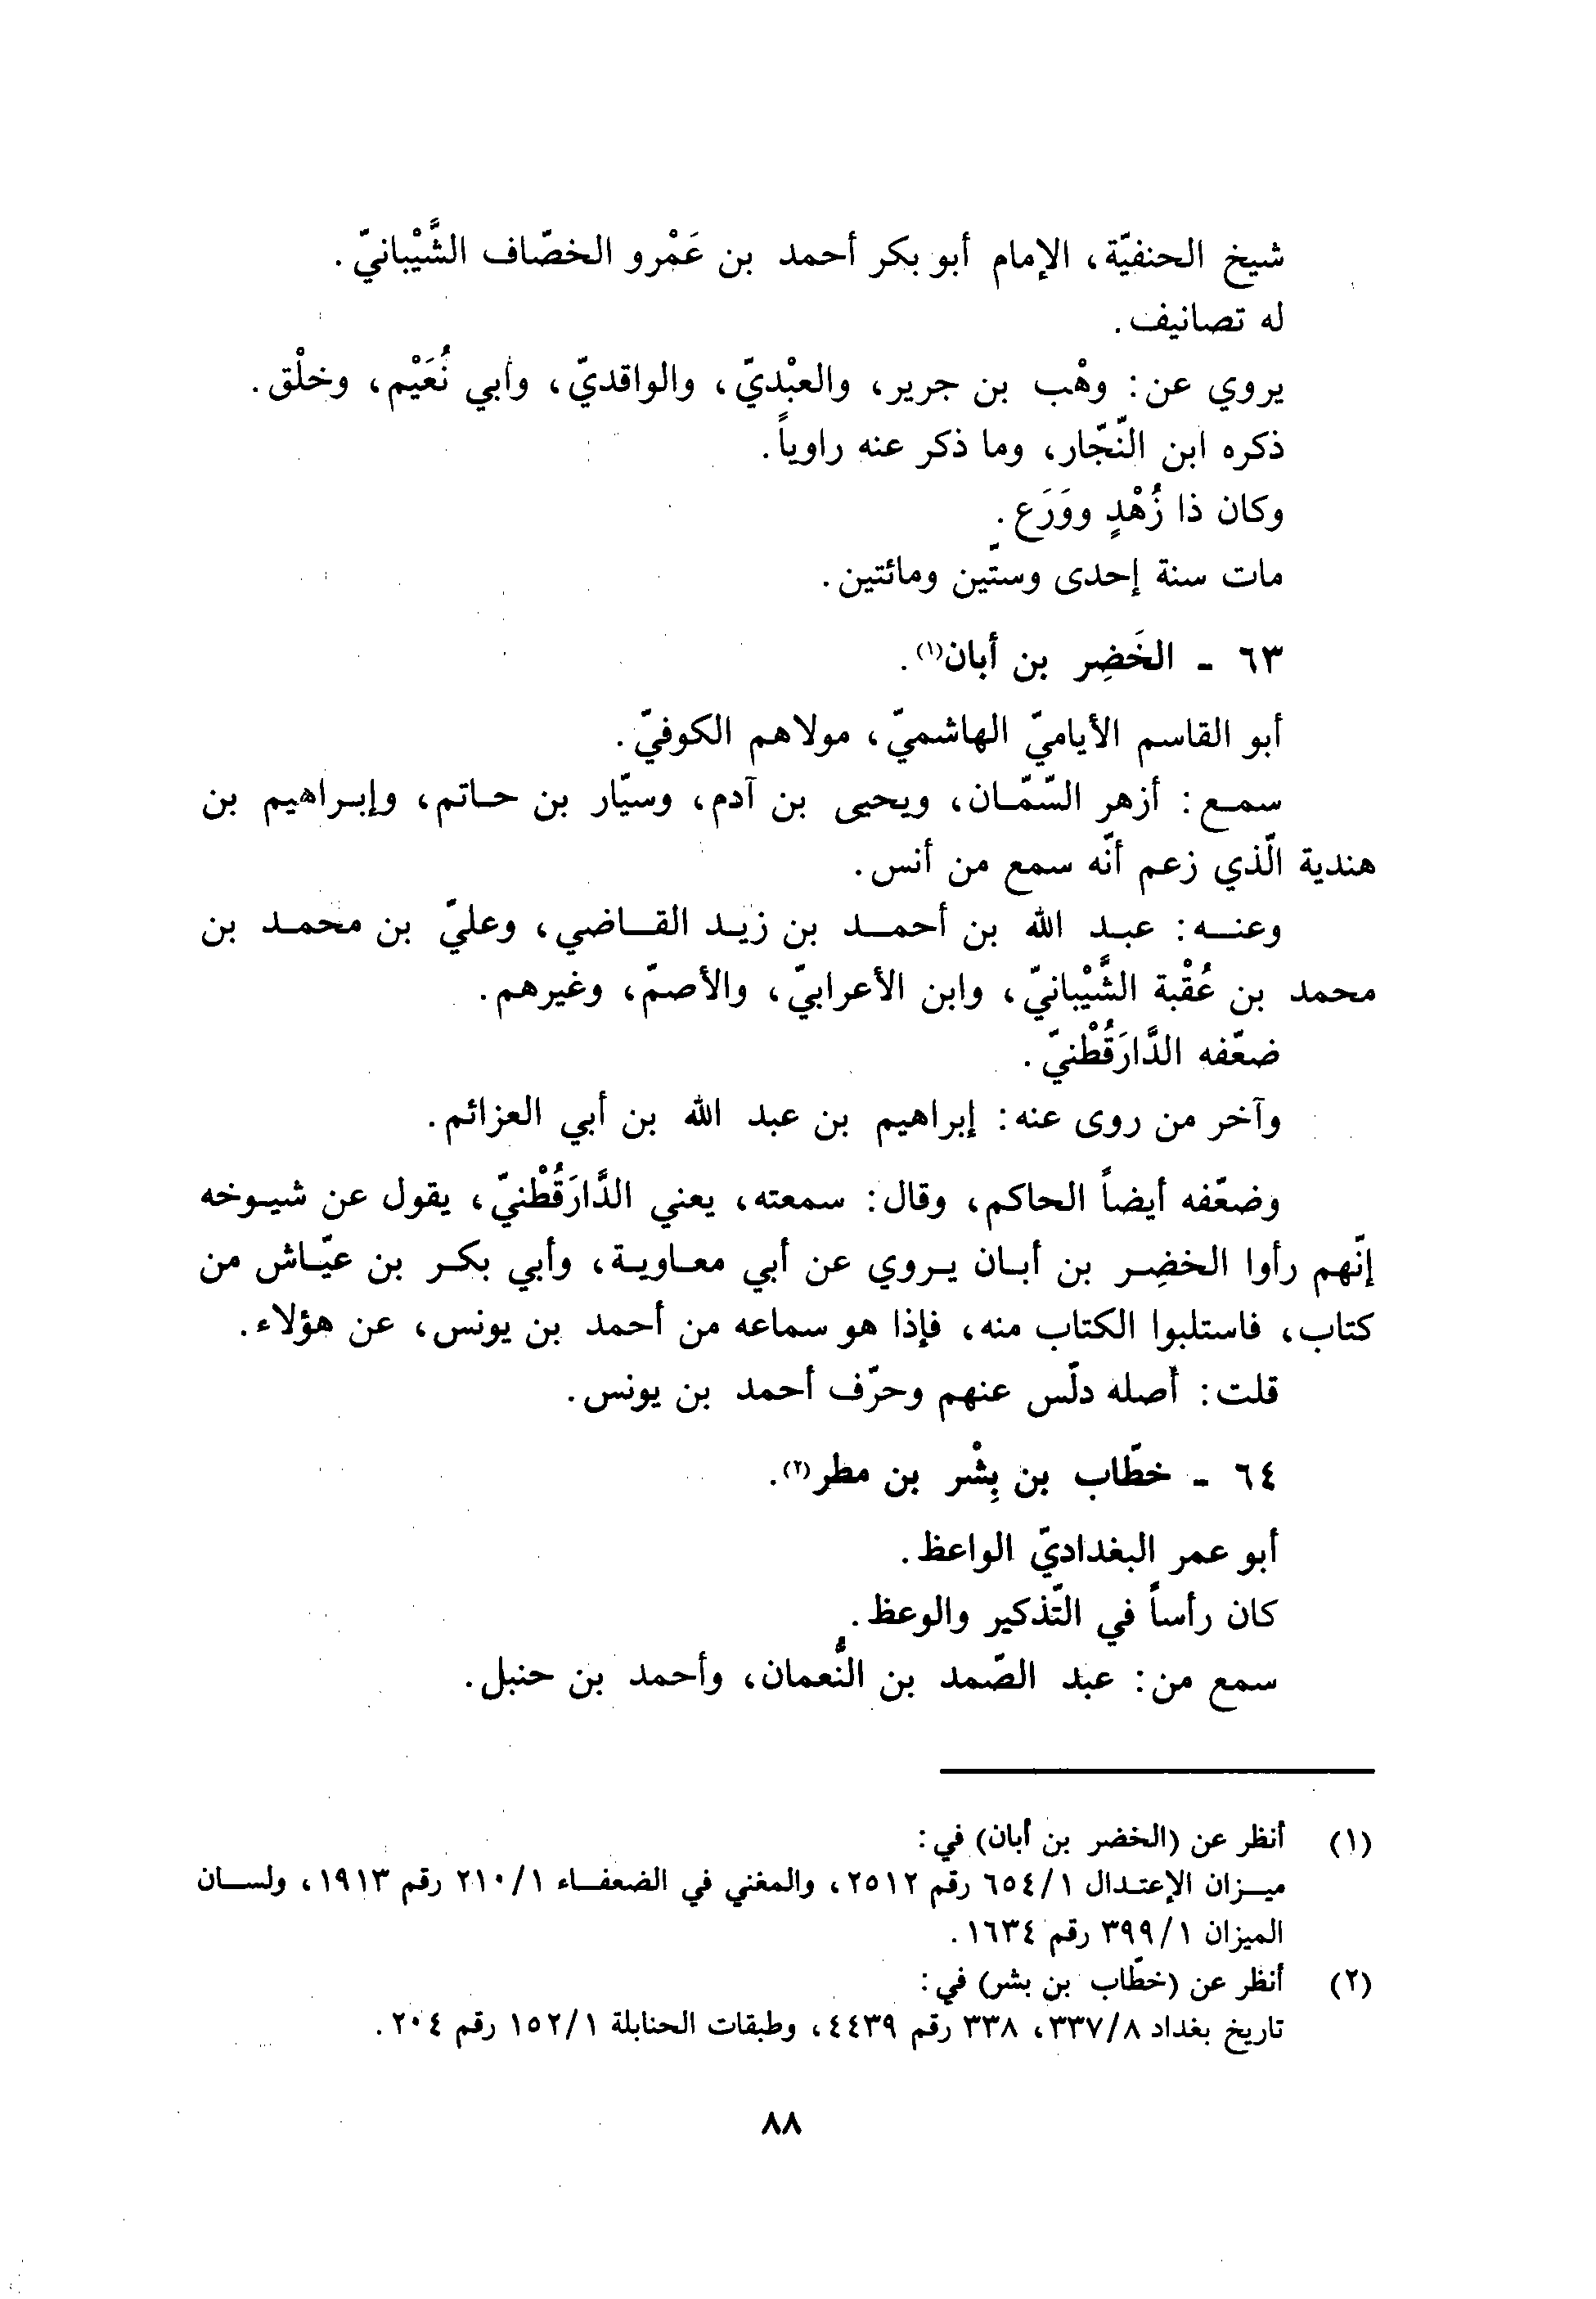 شيخ الحنفيّة، الإمام أبو بكر أحمد بن عَمْرو الخصّاف الشَّيْبانيّ.
له تصانيف.
يروي عن: وهْب بن جرير، والعبْديّ، والواقديّ، وأبي نُعَيْم، وخلْق.
ذكره ابن النّجّار، وما ذكر عنه راوياً.
وكان ذا زُهْدٍ ووَرَع.
مات سنة إحدى وستّين ومائتين.
٦٣ - الخَضِر بن أبان(١).
أبو القاسم الأياميّ الهاشميّ، مولاهم الكوفيّ.
سمع: أزهر السّمّان، ويحيى بن آدم، وسيّار بن حاتم، وإبراهيم بن
هندية الّذي زعم أنّه سمع من أنس.
وعنه: عبد الله بن أحمد بن زيد القاضي، وعليّ بن محمد بن
محمد بن عُقْبة الشَّيْبانيّ، وابن الأعرابيّ، والأصمّ، وغيرهم.
ضعّفه الدَّارَقُطْنيّ.
وآخر من روى عنه: إبراهيم بن عبد الله بن أبي العزائم.
وضعّفه أيضاً الحاكم، وقال: سمعته، يعني الدَّارَقُطْنيّ، يقول عن شيوخه
إنّهم رأوا الخضِر بن أبان يروي عن أبي معاوية، وأبي بكر بن عيّاش من
كتاب، فاستلبوا الكتاب منه، فإذا هو سماعه من أحمد بن يونس، عن هؤلاء.
قلت: أصله دلّس عنهم وحرّف أحمد بن يونس.
٦٤ - خطّاب بن بِشْر بن مطر(٢).
أبو عمر البغداديّ الواعظ.
كان رأساً في التّذكير والوعظ.
سمع من: عبد الصّمد بن النُّعمان، وأحمد بن حنبل.
(١) أنظر عن (الخضر بن أبان) في:
ميزان الإعتدال ١/٦٥٤ رقم ٢٥١٢، والمغني في الضعفاء ١/٢١٠ رقم ١٩١٣، ولسان
الميزان ١/٣٩٩ رقم ١٦٣٤.
(٢) أنظر عن (خطّاب بن بشر) في:
تاريخ بغداد ٨/٣٣٧، ٣٣٨ رقم ٤٤٣٩، وطبقات الحنابلة ١/١٥٢ رقم ٢٠٤.
٨٨